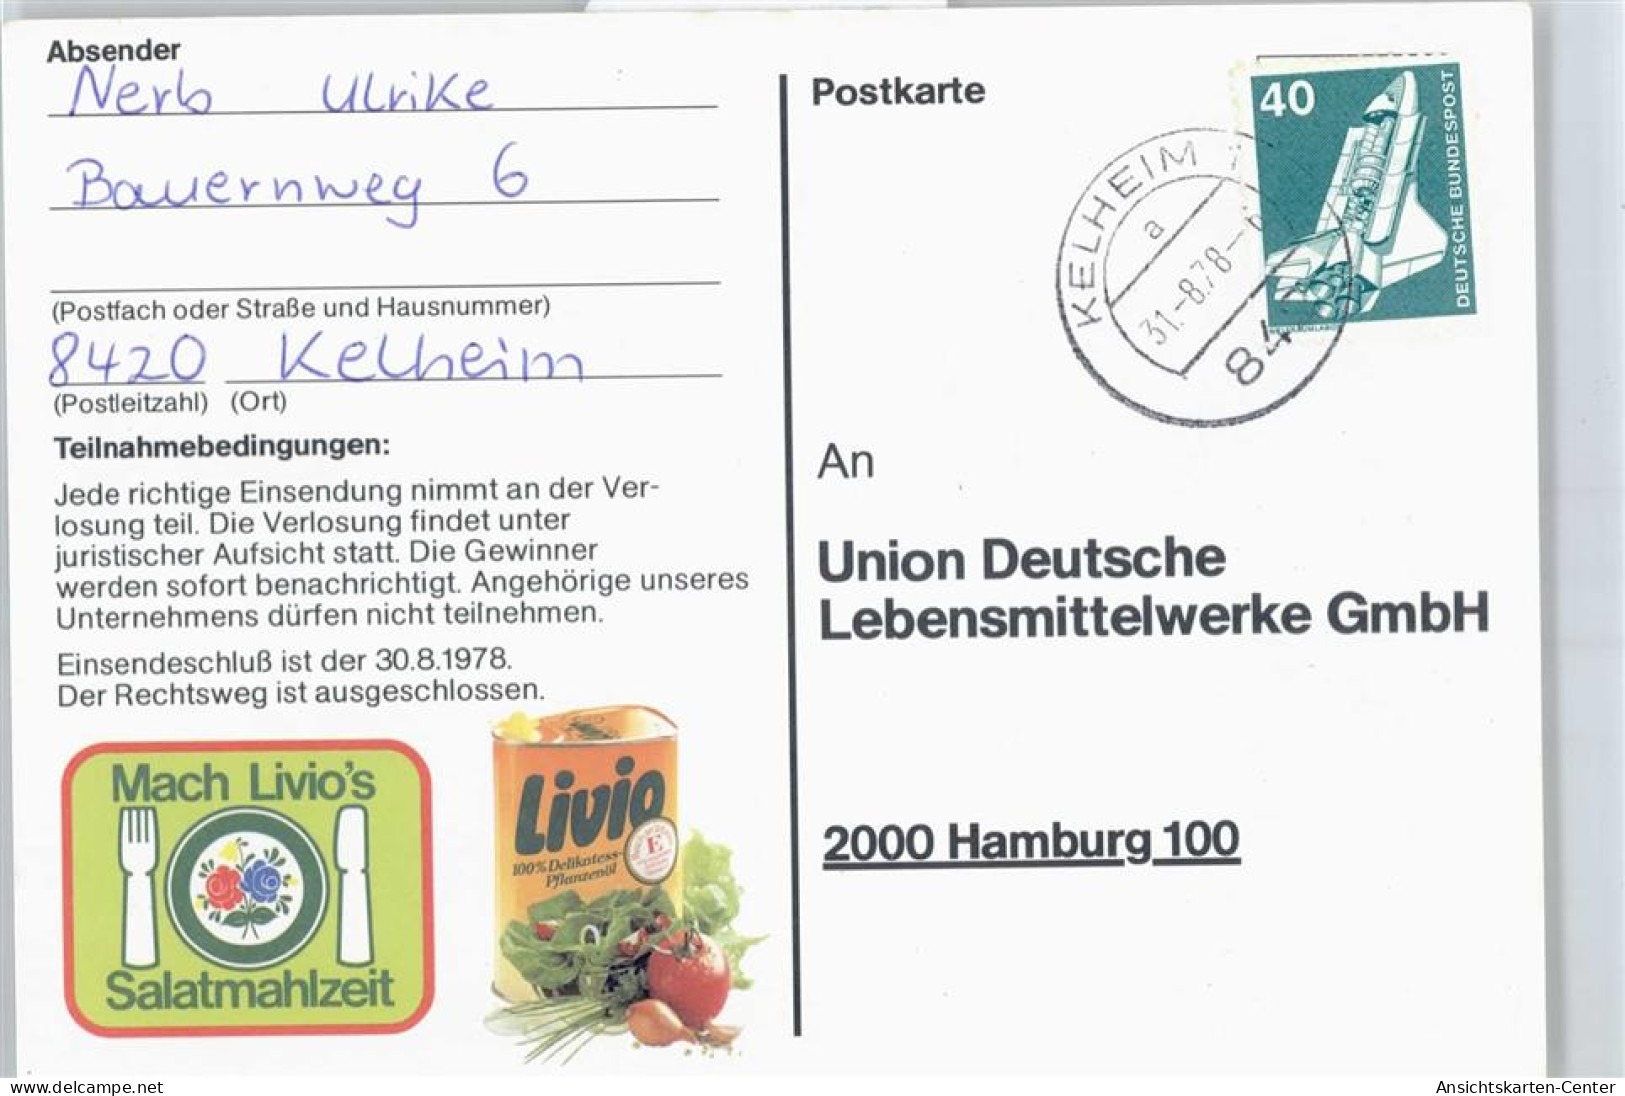 Absender
Nerb Ulrike
Bauernweg 6
(Postfach oder Straße und Hausnummer)
8420 Kelheim
(Postleitzahl) (Ort)
Teilnahmebedingungen:
Jede richtige Einsendung nimmt an der Ver-
losung teil. Die Verlosung findet unter
juristischer Aufsicht statt. Die Gewinner
werden sofort benachrichtigt. Angehörige unseres
Unternehmens dürfen nicht teilnehmen.
Einsendeschluß ist der 30.8.1978.
Der Rechtsweg ist ausgeschlossen.
Mach Livio's
Salatmahlzeit
Livio
100% Delikatess-
Pflanzenöl
E
Postkarte
40
DEUTSCHE BUNDESPOST
KELHEIM
a
31.-8.78-
842
An
Union Deutsche
Lebensmittelwerke GmbH
2000 Hamburg 100
www.delcampe.net
Ansichtskarten-Center